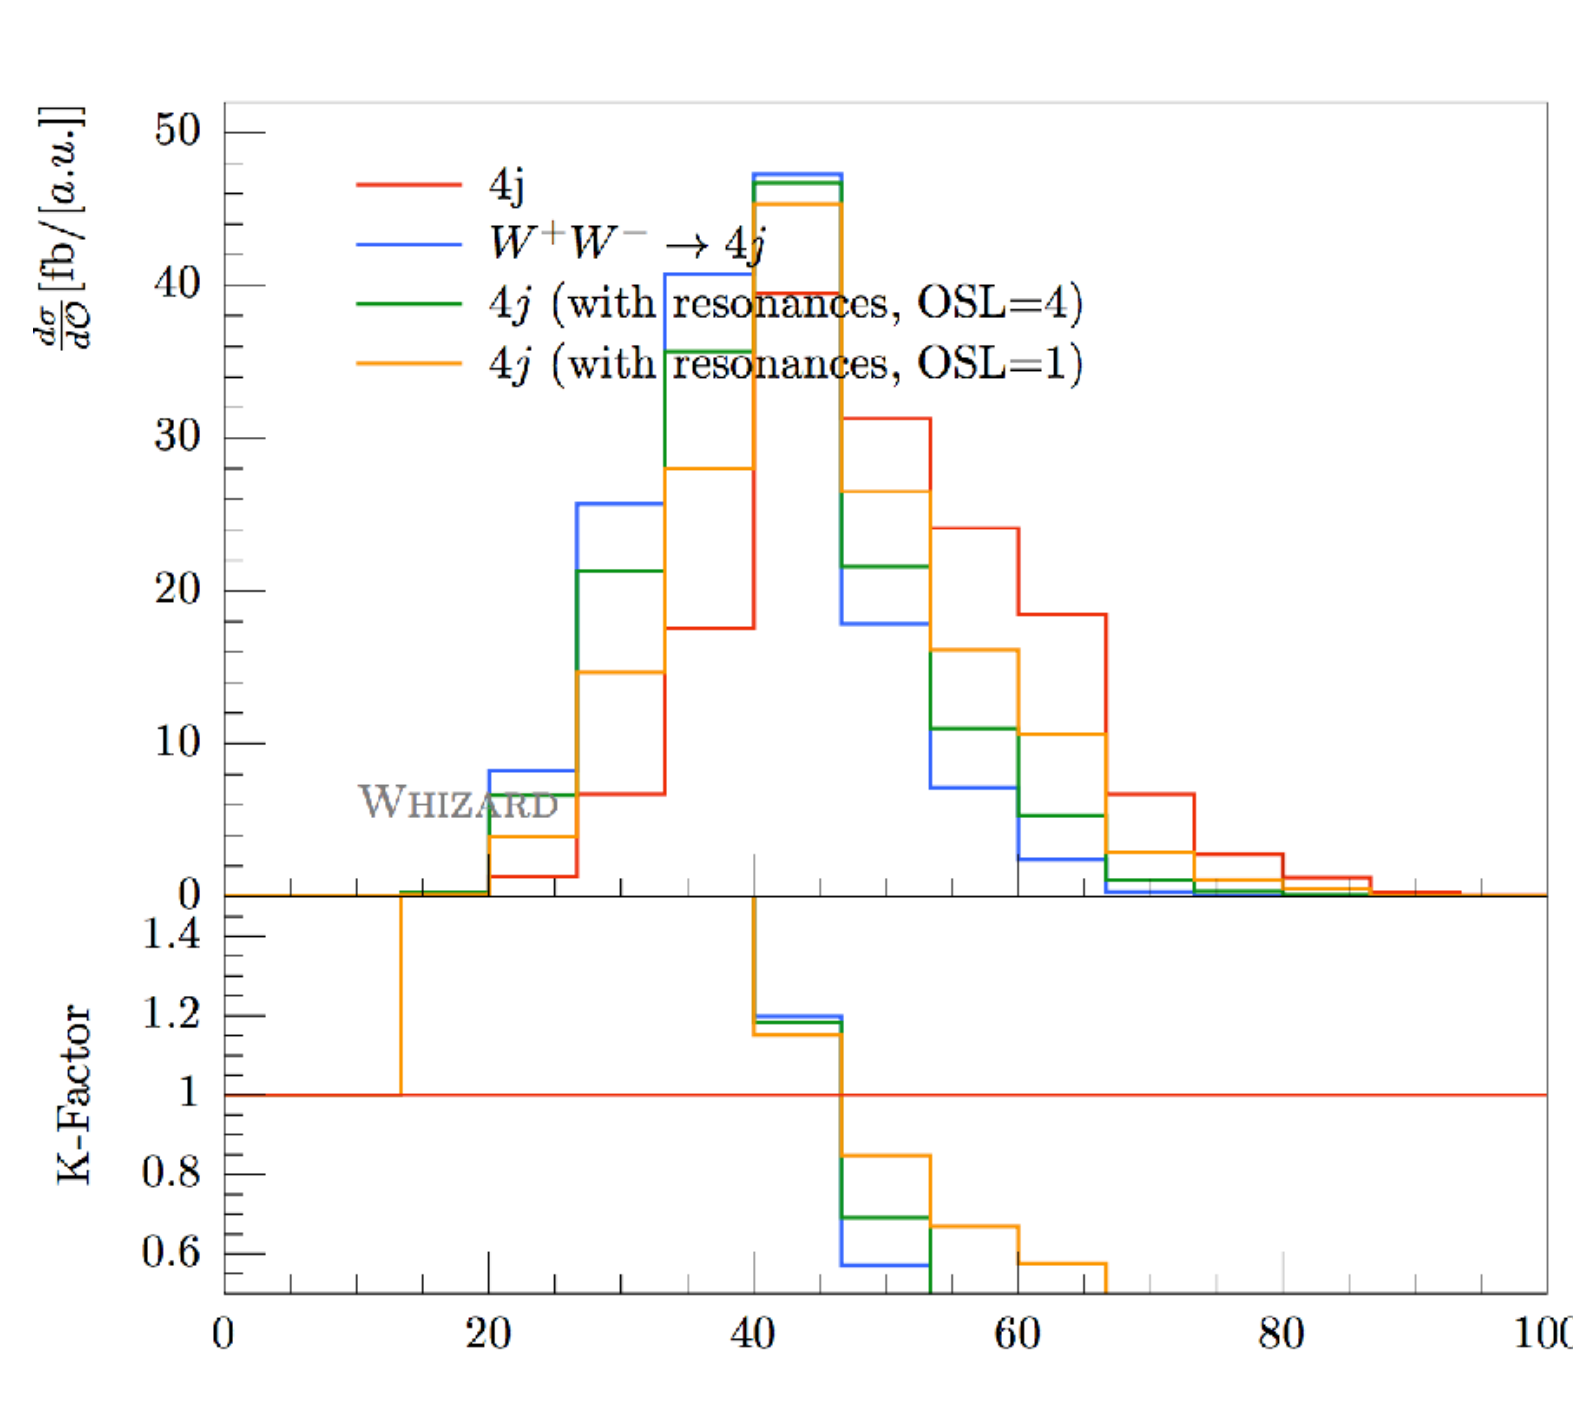 dσ/dO [fb/[a.u.]]
50
40
30
20
10
0
4j
W⁺W⁻ → 4j
4j (with resonances, OSL=4)
4j (with resonances, OSL=1)
WHIZARD
K-Factor
1.4
1.2
1
0.8
0.6
0 20 40 60 80 100